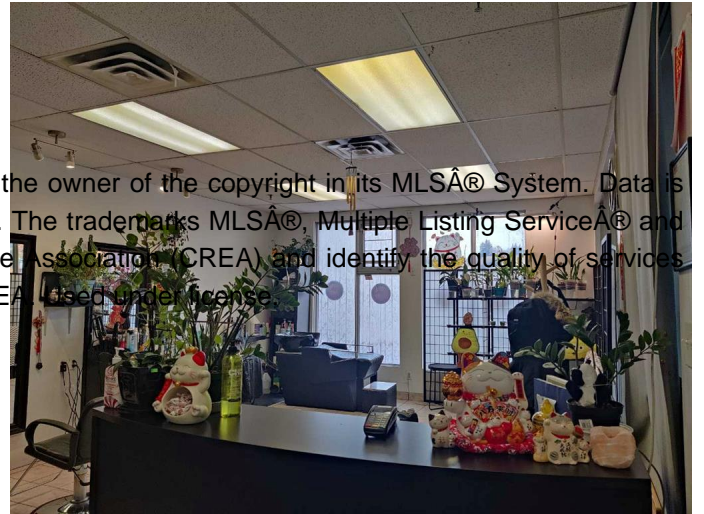 the owner of the copyright in its MLSÂ® System. Data is
. The trademarks MLSÂ®, Multiple Listing ServiceÂ® and
e Association (CREA) and identify the quality of services
EA. Used under license.